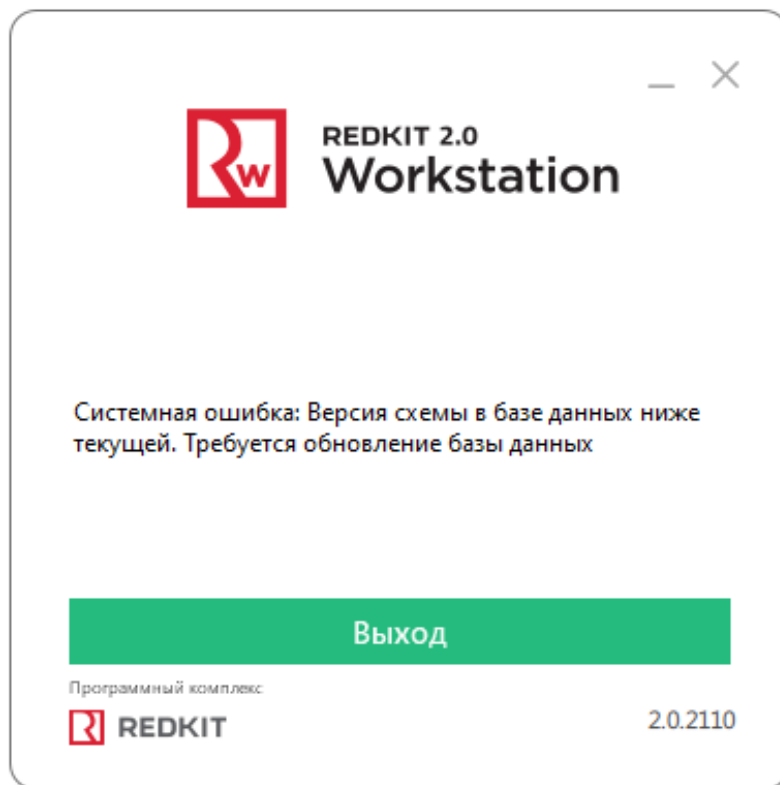 Rw
REDKIT 2.0
Workstation
Системная ошибка: Версия схемы в базе данных ниже
текущей. Требуется обновление базы данных
Выход
Программный комплекс
REDKIT
2.0.2110